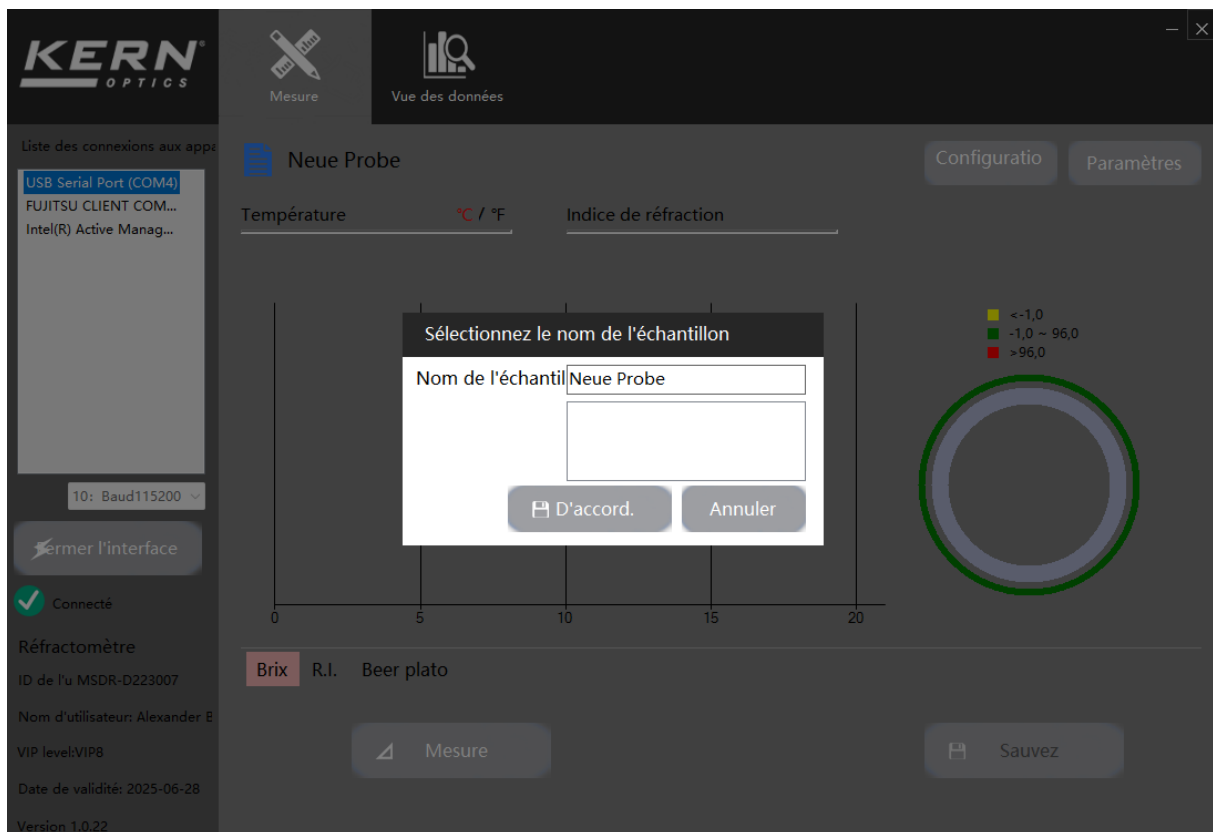 KERN
OPTICS
Mesure
Vue des données
Liste des connexions aux appa
USB Serial Port (COM4)
FUJITSU CLIENT COM...
Intel(R) Active Manag...
10: Baud115200
Fermer l'interface
Connecté
Réfractomètre
ID de l'u MSDR-D223007
Nom d'utilisateur: Alexander B
VIP level:VIP8
Date de validité: 2025-06-28
Version 1.0.22
Neue Probe
Configuratio
Paramètres
Température
°C / °F
Indice de réfraction
Sélectionnez le nom de l'échantillon
Nom de l'échantil
Neue Probe
D'accord.
Annuler
<-1,0
-1,0 ~ 96,0
>96,0
0 5 10 15 20
Brix R.I. Beer plato
Mesure
Sauvez